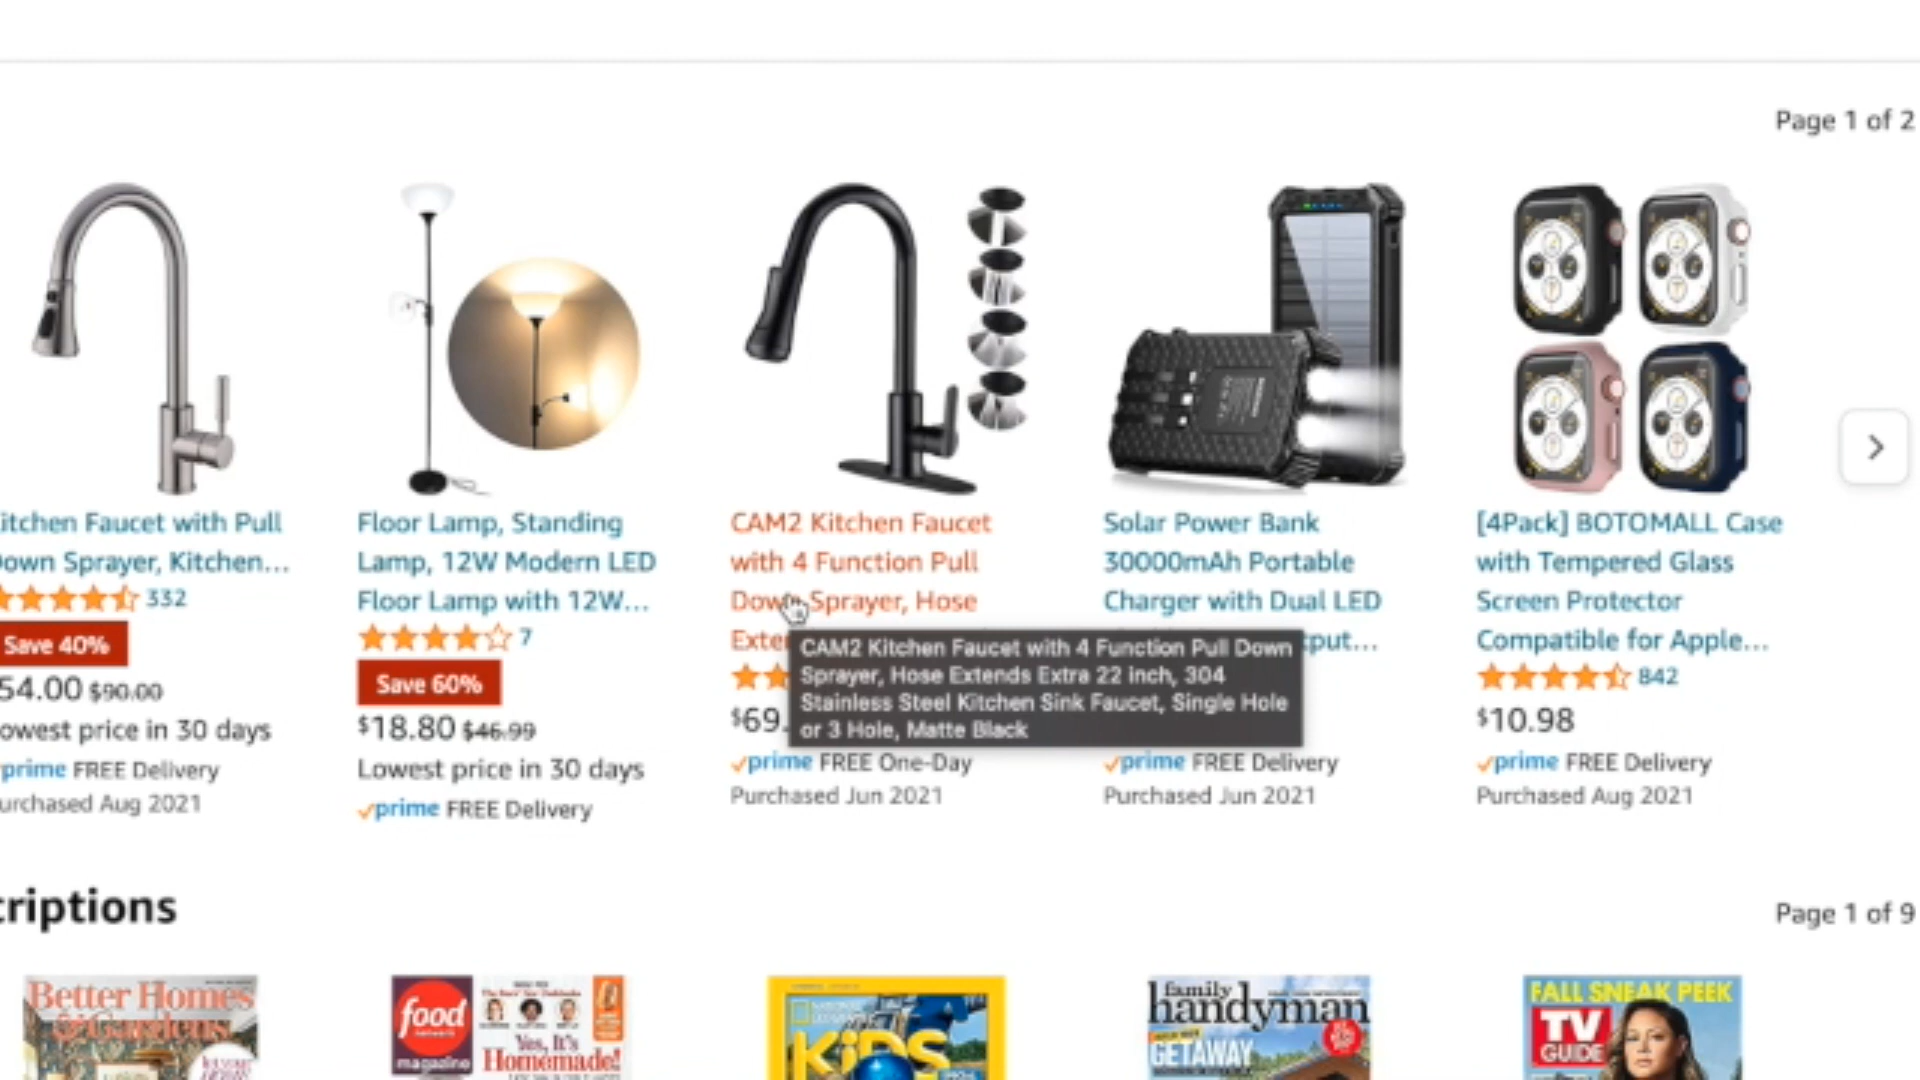 Page 1 of 2
itchen Faucet with Pull
Down Sprayer, Kitchen...
332
Save 40%
54.00 $90.00
owest price in 30 days
prime FREE Delivery
urchased Aug 2021
Floor Lamp, Standing
Lamp, 12W Modern LED
Floor Lamp with 12W...
7
Save 60%
$18.80 $46.99
Lowest price in 30 days
prime FREE Delivery
CAM2 Kitchen Faucet
with 4 Function Pull
Down Sprayer, Hose
Exte
$69.
prime FREE One-Day
Purchased Jun 2021
CAM2 Kitchen Faucet with 4 Function Pull Down
Sprayer, Hose Extends Extra 22 inch, 304
Stainless Steel Kitchen Sink Faucet, Single Hole
or 3 Hole, Matte Black
Solar Power Bank
30000mAh Portable
Charger with Dual LED
put...
prime FREE Delivery
Purchased Jun 2021
[4Pack] BOTOMALL Case
with Tempered Glass
Screen Protector
Compatible for Apple...
842
$10.98
prime FREE Delivery
Purchased Aug 2021
criptions
Page 1 of 9
Better Homes
& Gardens
food
network
magazine
Yes, It's
Homemade!
NATIONAL
GEOGRAPHIC
KiDS
family
handyman
GETAWAY
FALL SNEAK PEEK
TV
GUIDE